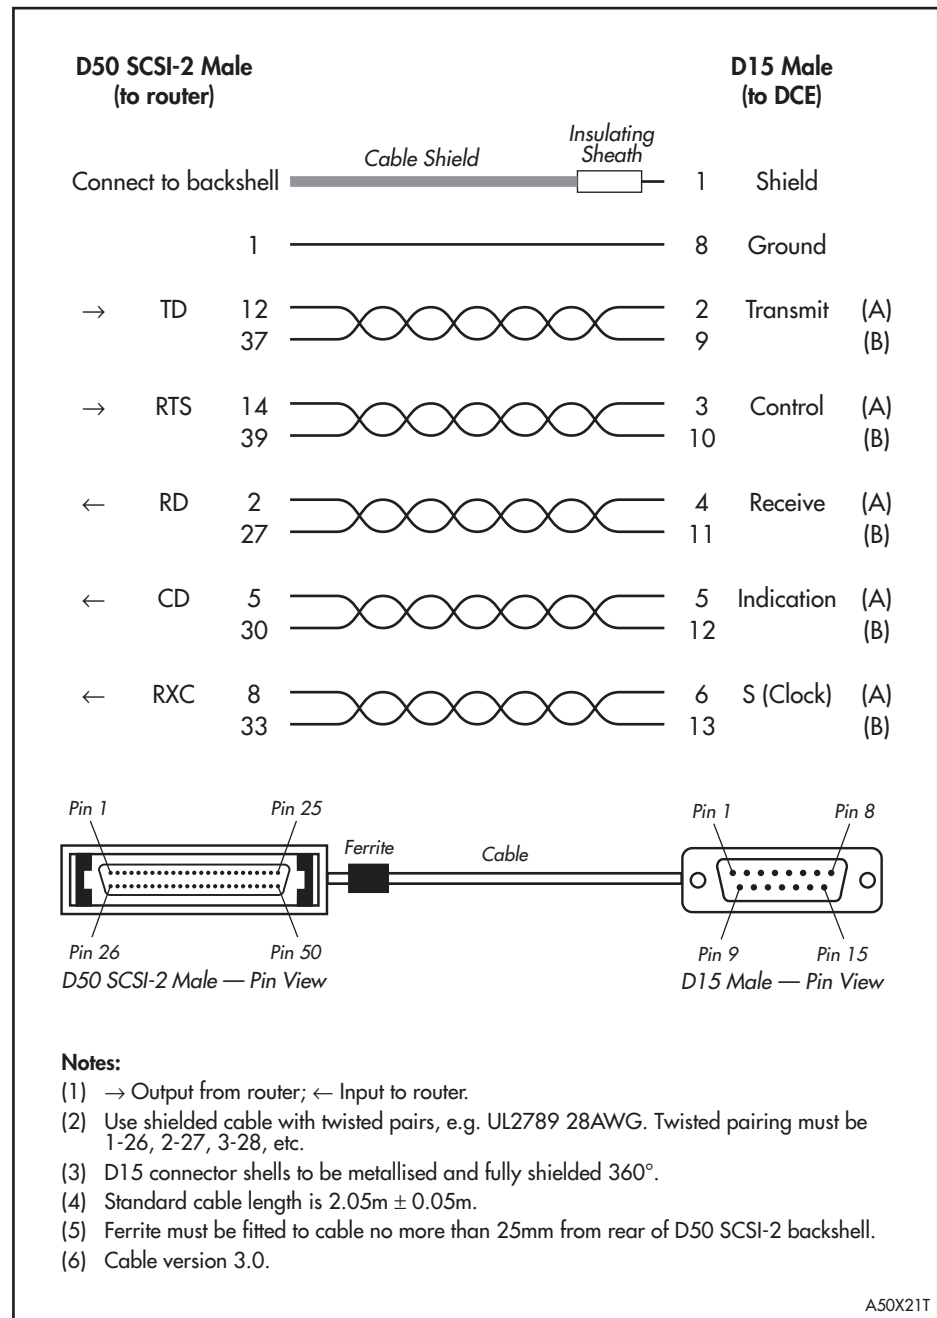 D50 SCSI-2 Male D15 Male
(to router) (to DCE)
Insulating
Cable Shield Sheath
Connect to backshell 1 Shield
1 8 Ground
→ TD 12 2 Transmit (A)
37 9 (B)
→ RTS 14 3 Control (A)
39 10 (B)
← RD 2 4 Receive (A)
27 11 (B)
← CD 5 5 Indication (A)
30 12 (B)
← RXC 8 6 S (Clock) (A)
33 13 (B)
Pin 1 Pin 25 Pin 1 Pin 8
Ferrite Cable
Pin 26 Pin 50 Pin 9 Pin 15
D50 SCSI-2 Male — Pin View D15 Male — Pin View
Notes:
(1) → Output from router; ← Input to router.
(2) Use shielded cable with twisted pairs, e.g. UL2789 28AWG. Twisted pairing must be
1-26, 2-27, 3-28, etc.
(3) D15 connector shells to be metallised and fully shielded 360°.
(4) Standard cable length is 2.05m ± 0.05m.
(5) Ferrite must be fitted to cable no more than 25mm from rear of D50 SCSI-2 backshell.
(6) Cable version 3.0.
A50X21T